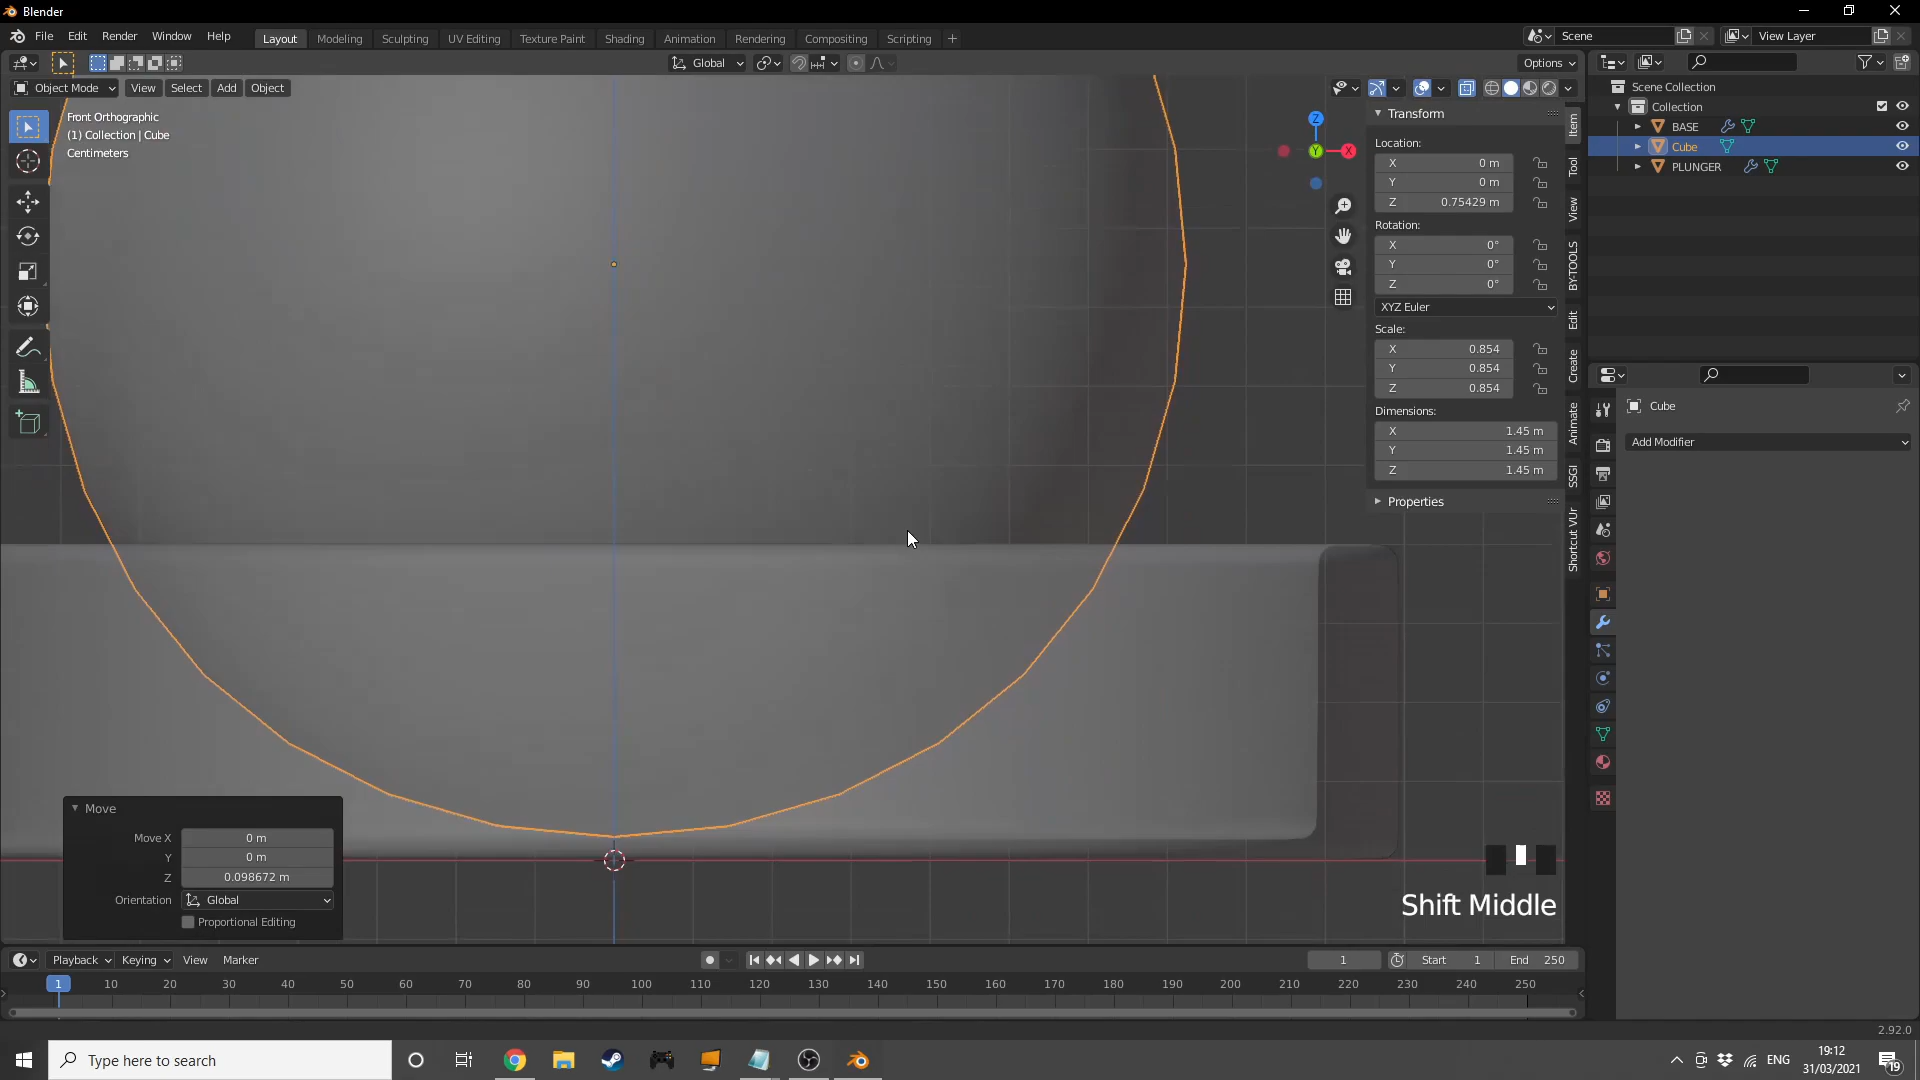 Blender
File Edit Render Window Help
Layout Modeling Sculpting UV Editing Texture Paint Shading Animation Rendering Compositing Scripting +
Scene
View Layer
Global
Options
Object Mode View Select Add Object
Front Orthographic
(1) Collection | Cube
Centimeters
Z
Y
X
Transform
Location:
X 0 m
Y 0 m
Z 0.75429 m
Rotation:
X 0°
Y 0°
Z 0°
XYZ Euler
Scale:
X 0.854
Y 0.854
Z 0.854
Dimensions:
X 1.45 m
Y 1.45 m
Z 1.45 m
Properties
Item
Tool
View
BY-TOOLS
Edit
Create
Animate
SSGI
Shortcut VUr
Scene Collection
Collection
BASE
Cube
PLUNGER
Cube
Add Modifier
Move
Move X 0 m
Y 0 m
Z 0.098672 m
Orientation Global
Proportional Editing
Shift Middle
Playback Keying View Marker
1 Start 1 End 250
1 10 20 30 40 50 60 70 80 90 100 110 120 130 140 150 160 170 180 190 200 210 220 230 240 250
2.92.0
Type here to search
ENG
19:12
31/03/2021
19